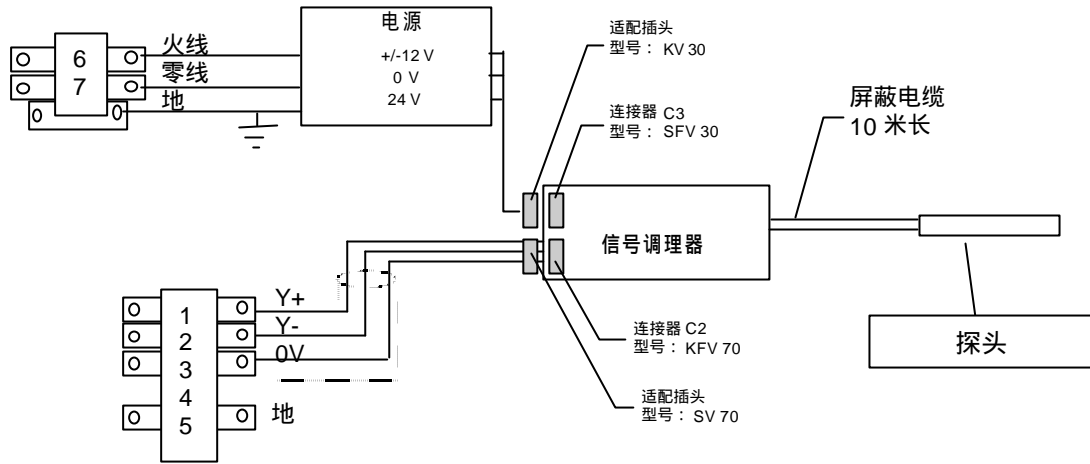 电源
+/-12 V
0 V
24 V
6
7
火线
零线
地
适配插头
型号： KV 30
连接器 C3
型号： SFV 30
屏蔽电缆
10 米长
信号调理器
探头
1
2
3
4
5
Y+
Y-
0V
地
连接器 C2
型号： KFV 70
适配插头
型号： SV 70